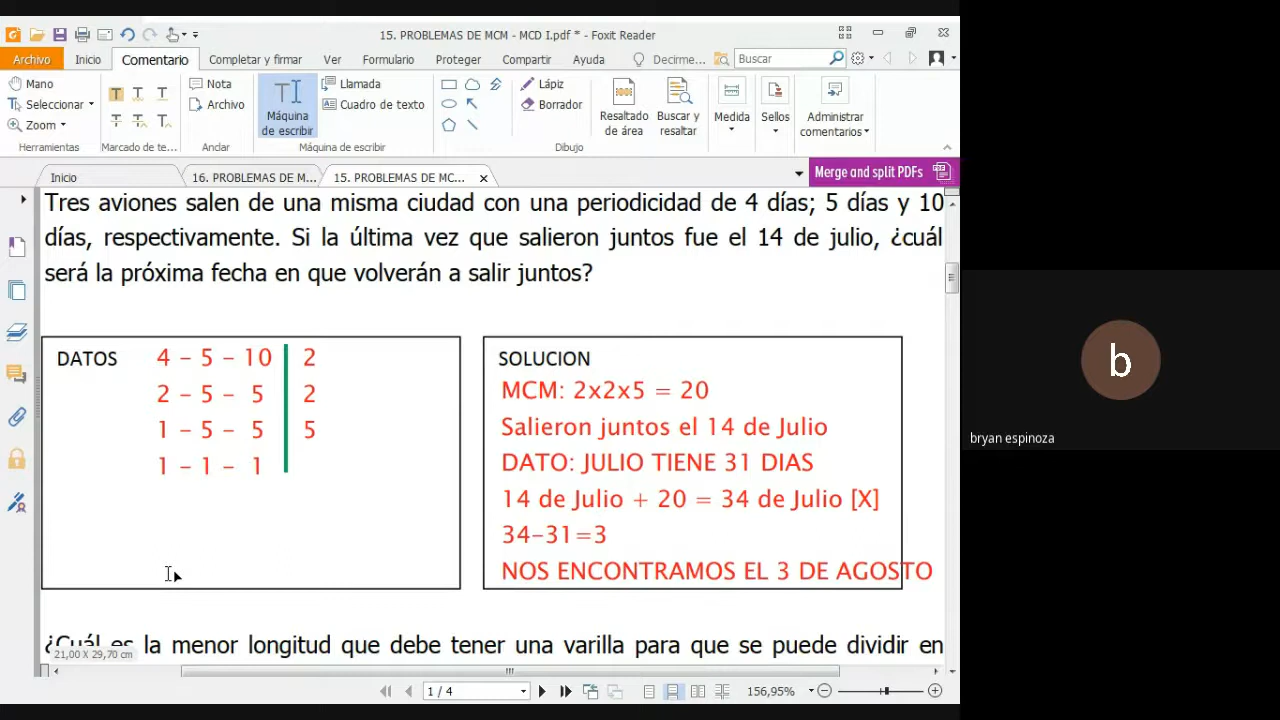 15. PROBLEMAS DE MCM - MCD I.pdf * - Foxit Reader
Archivo Inicio Comentario Completar y firmar Ver Formulario Proteger Compartir Ayuda Decirme... Buscar
Mano
Seleccionar
Zoom
Herramientas
T T T
T T T
Marcado de te...
Nota
Archivo
Anclar
Máquina
de escribir
Llamada
Cuadro de texto
Máquina de escribir
Lápiz
Borrador
Dibujo
Resaltado
de área
Buscar y
resaltar
Medida
Sellos
Administrar
comentarios
Inicio
16. PROBLEMAS DE M...
15. PROBLEMAS DE MC...
Merge and split PDFs
Tres aviones salen de una misma ciudad con una periodicidad de 4 días; 5 días y 10
días, respectivamente. Si la última vez que salieron juntos fue el 14 de julio, ¿cuál
será la próxima fecha en que volverán a salir juntos?
DATOS 4 - 5 - 10 2
2 - 5 - 5 2
1 - 5 - 5 5
1 - 1 - 1
SOLUCION
MCM: 2x2x5 = 20
Salieron juntos el 14 de Julio
DATO: JULIO TIENE 31 DIAS
14 de Julio + 20 = 34 de Julio [X]
34-31=3
NOS ENCONTRAMOS EL 3 DE AGOSTO
¿Cuál es la menor longitud que debe tener una varilla para que se puede dividir en
21,00 X 29,70 cm
1 / 4
156,95%
b
bryan espinoza